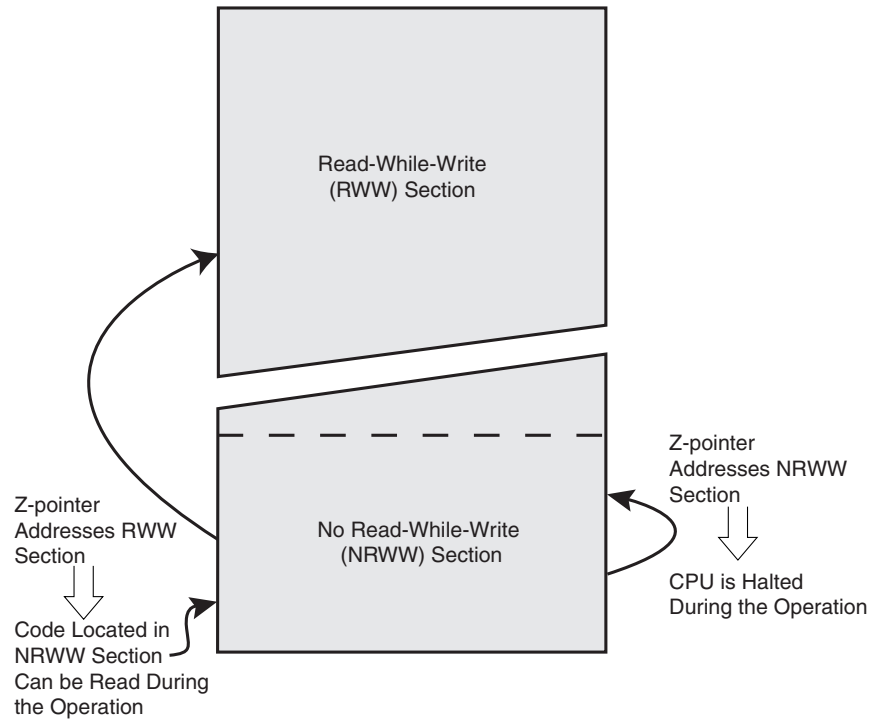 Read-While-Write
(RWW) Section
Z-pointer
Addresses NRWW
Section
Z-pointer
Addresses RWW
Section
No Read-While-Write
(NRWW) Section
CPU is Halted
During the Operation
Code Located in
NRWW Section
Can be Read During
the Operation